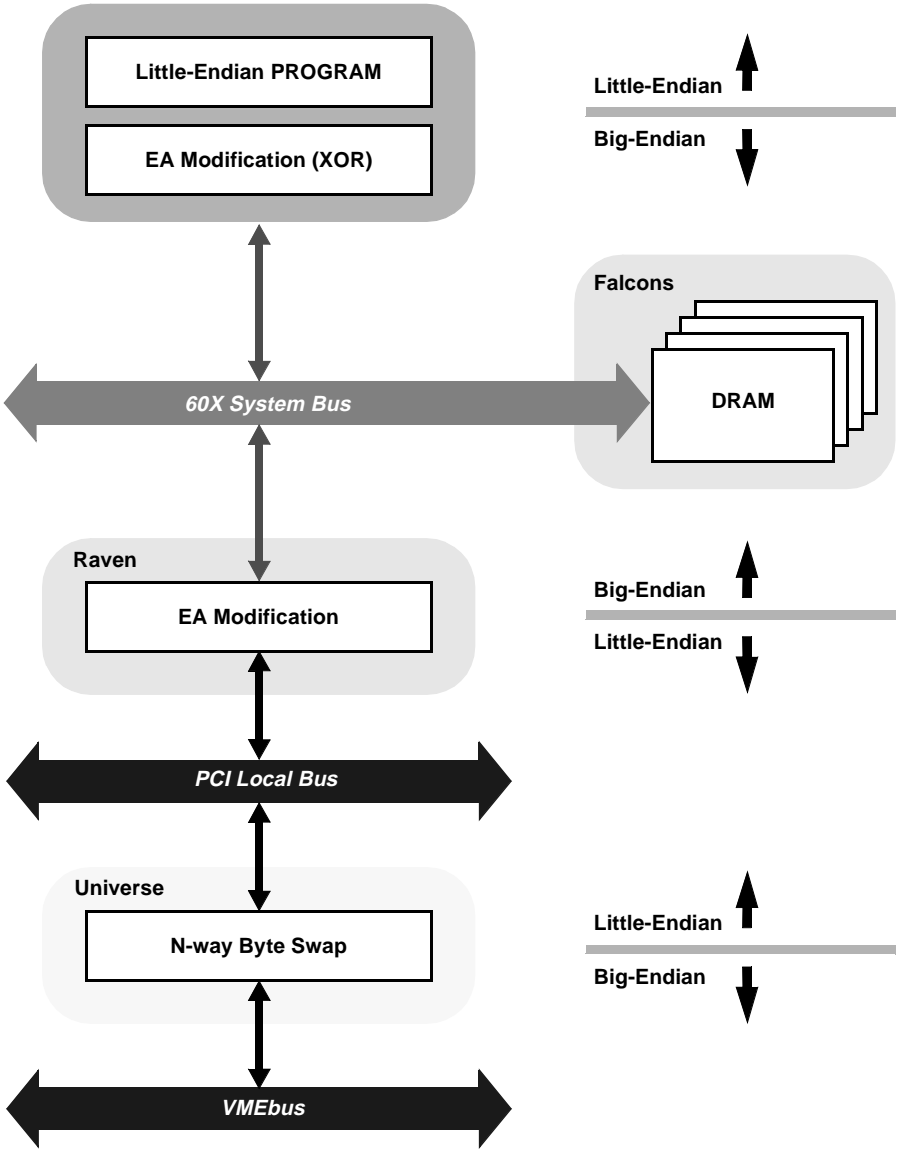 Little-Endian PROGRAM
EA Modification (XOR)
Little-Endian
Big-Endian
Falcons
DRAM
60X System Bus
Raven
EA Modification
Big-Endian
Little-Endian
PCI Local Bus
Universe
N-way Byte Swap
Little-Endian
Big-Endian
VMEbus